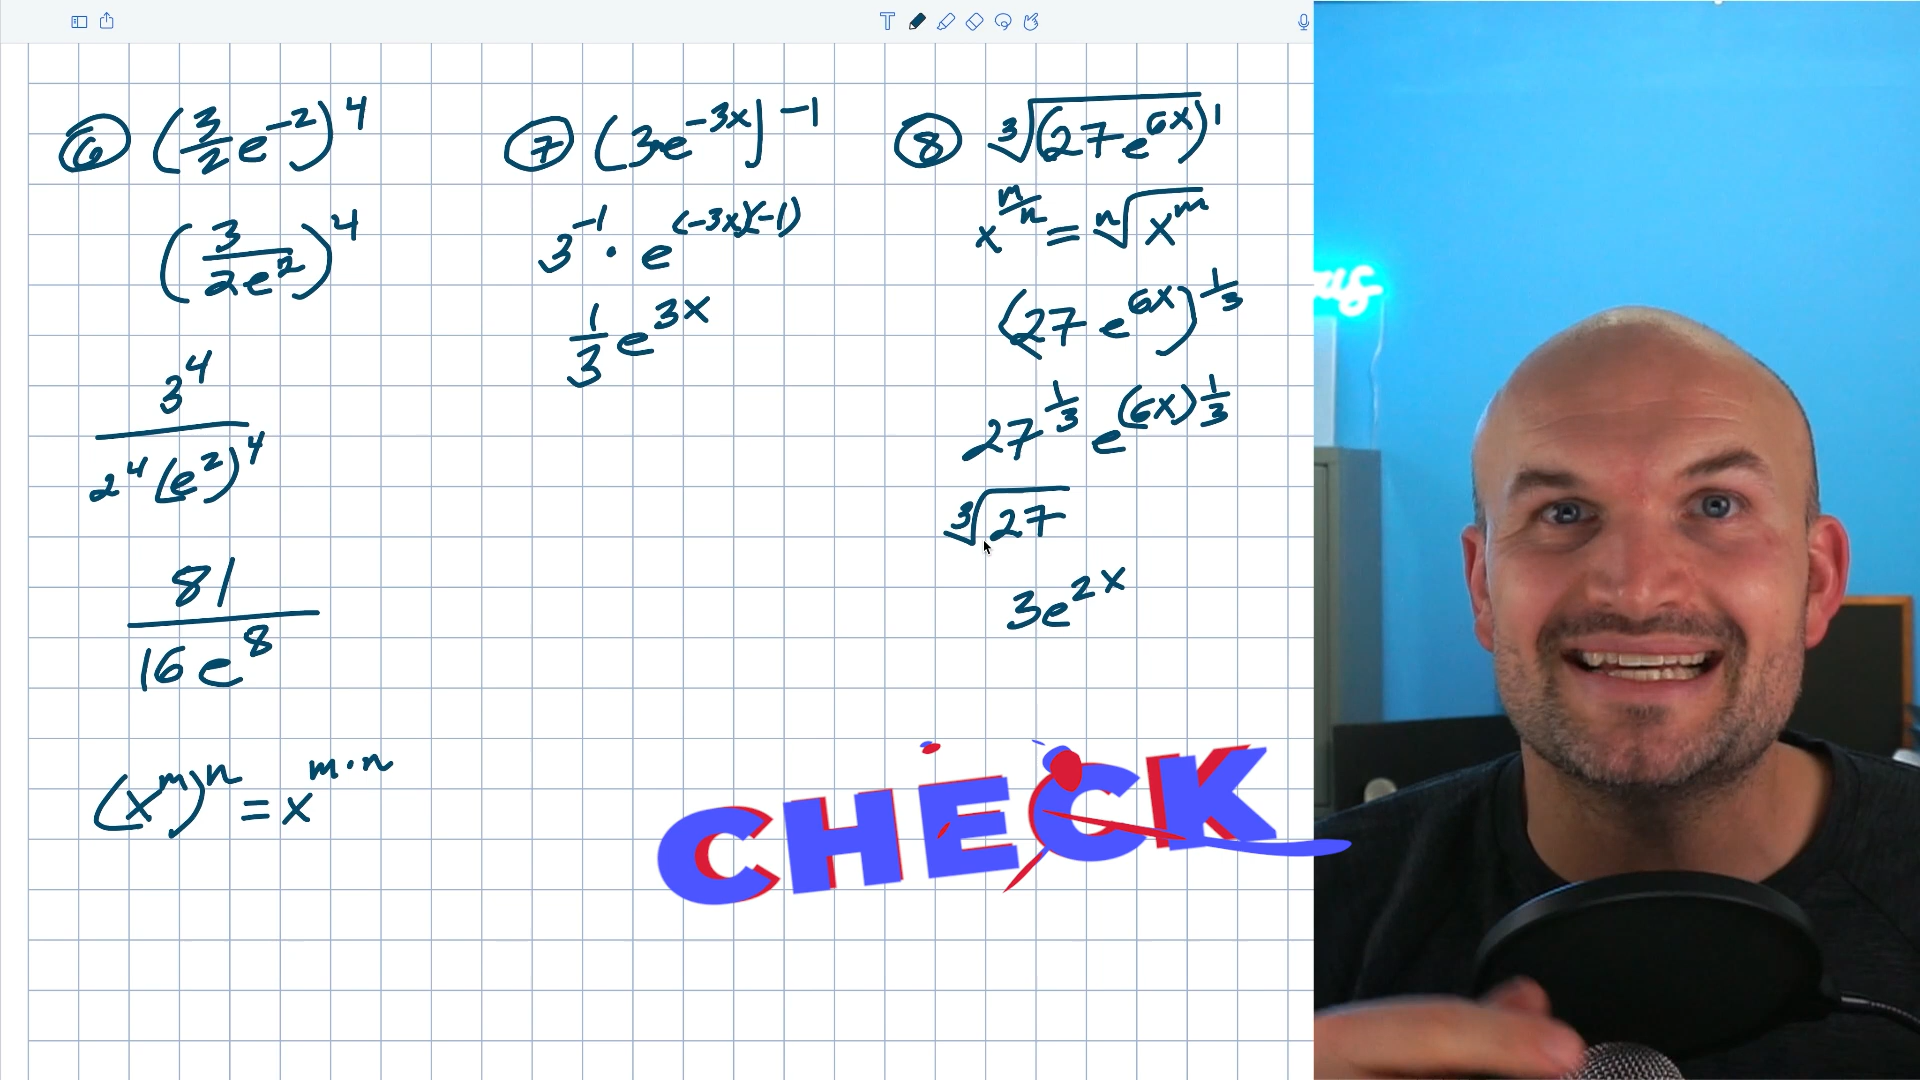 ⑥ (3/2 e^-2)^4
(3/2e^2)^4
3^4
2^4 (e^2)^4
81
16e^8
(x^m)^n = x^m·n
⑦ (3e^-3x]^-1
3^-1 · e^(-3x)(-1)
1/3 e^3x
⑧ ∛(27e^6x)^1
x^m/n = ⁿ√x^m
(27e^6x)^1/3
27^1/3 e^(6x)1/3
∛27
3e^2x
CHECK